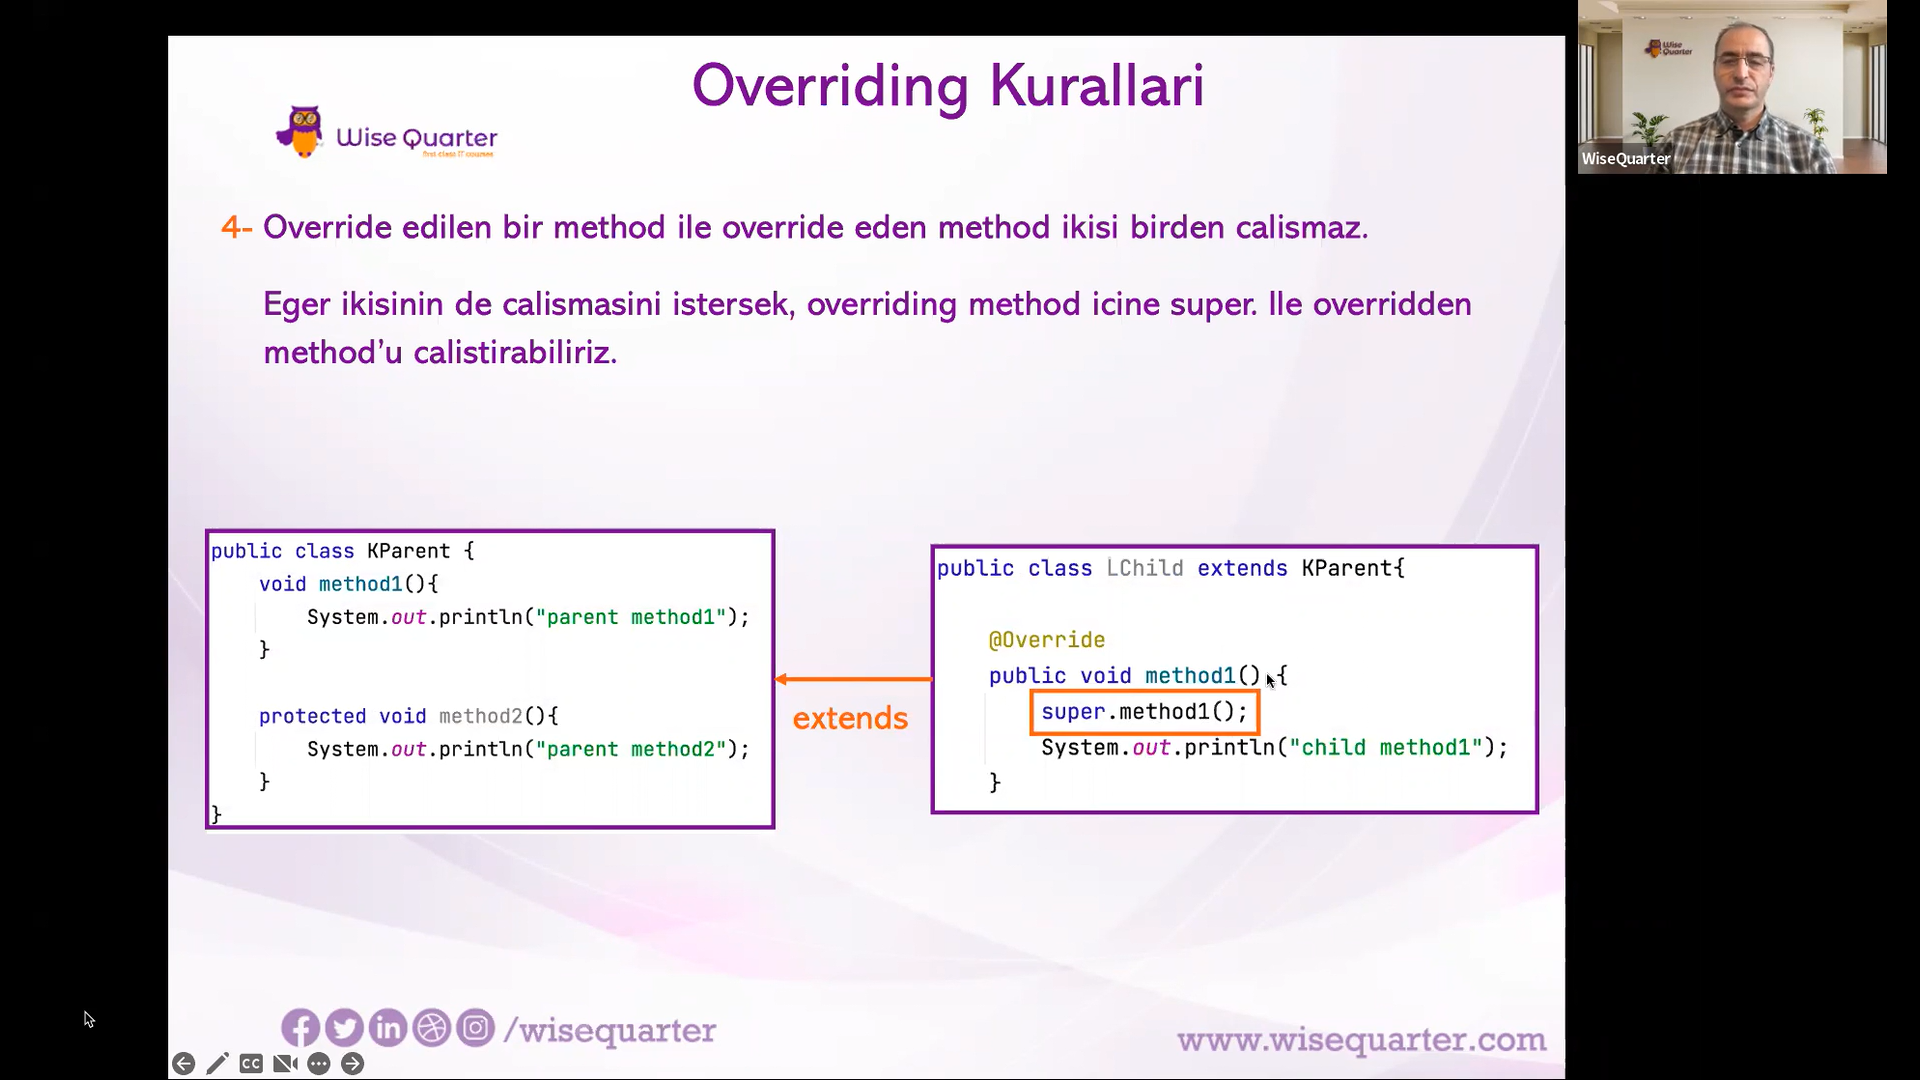 Overriding Kurallari
Wise Quarter
first class IT courses
4- Override edilen bir method ile override eden method ikisi birden calismaz.
Eger ikisinin de calismasini istersek, overriding method icine super. Ile overridden
method’u calistirabiliriz.
public class KParent {
void method1(){
System.out.println("parent method1");
}
protected void method2(){
System.out.println("parent method2");
}
}
extends
public class LChild extends KParent{
@Override
public void method1() {
super.method1();
System.out.println("child method1");
}
/wisequarter
www.wisequarter.com
CC
Wise
Quarter
WiseQuarter